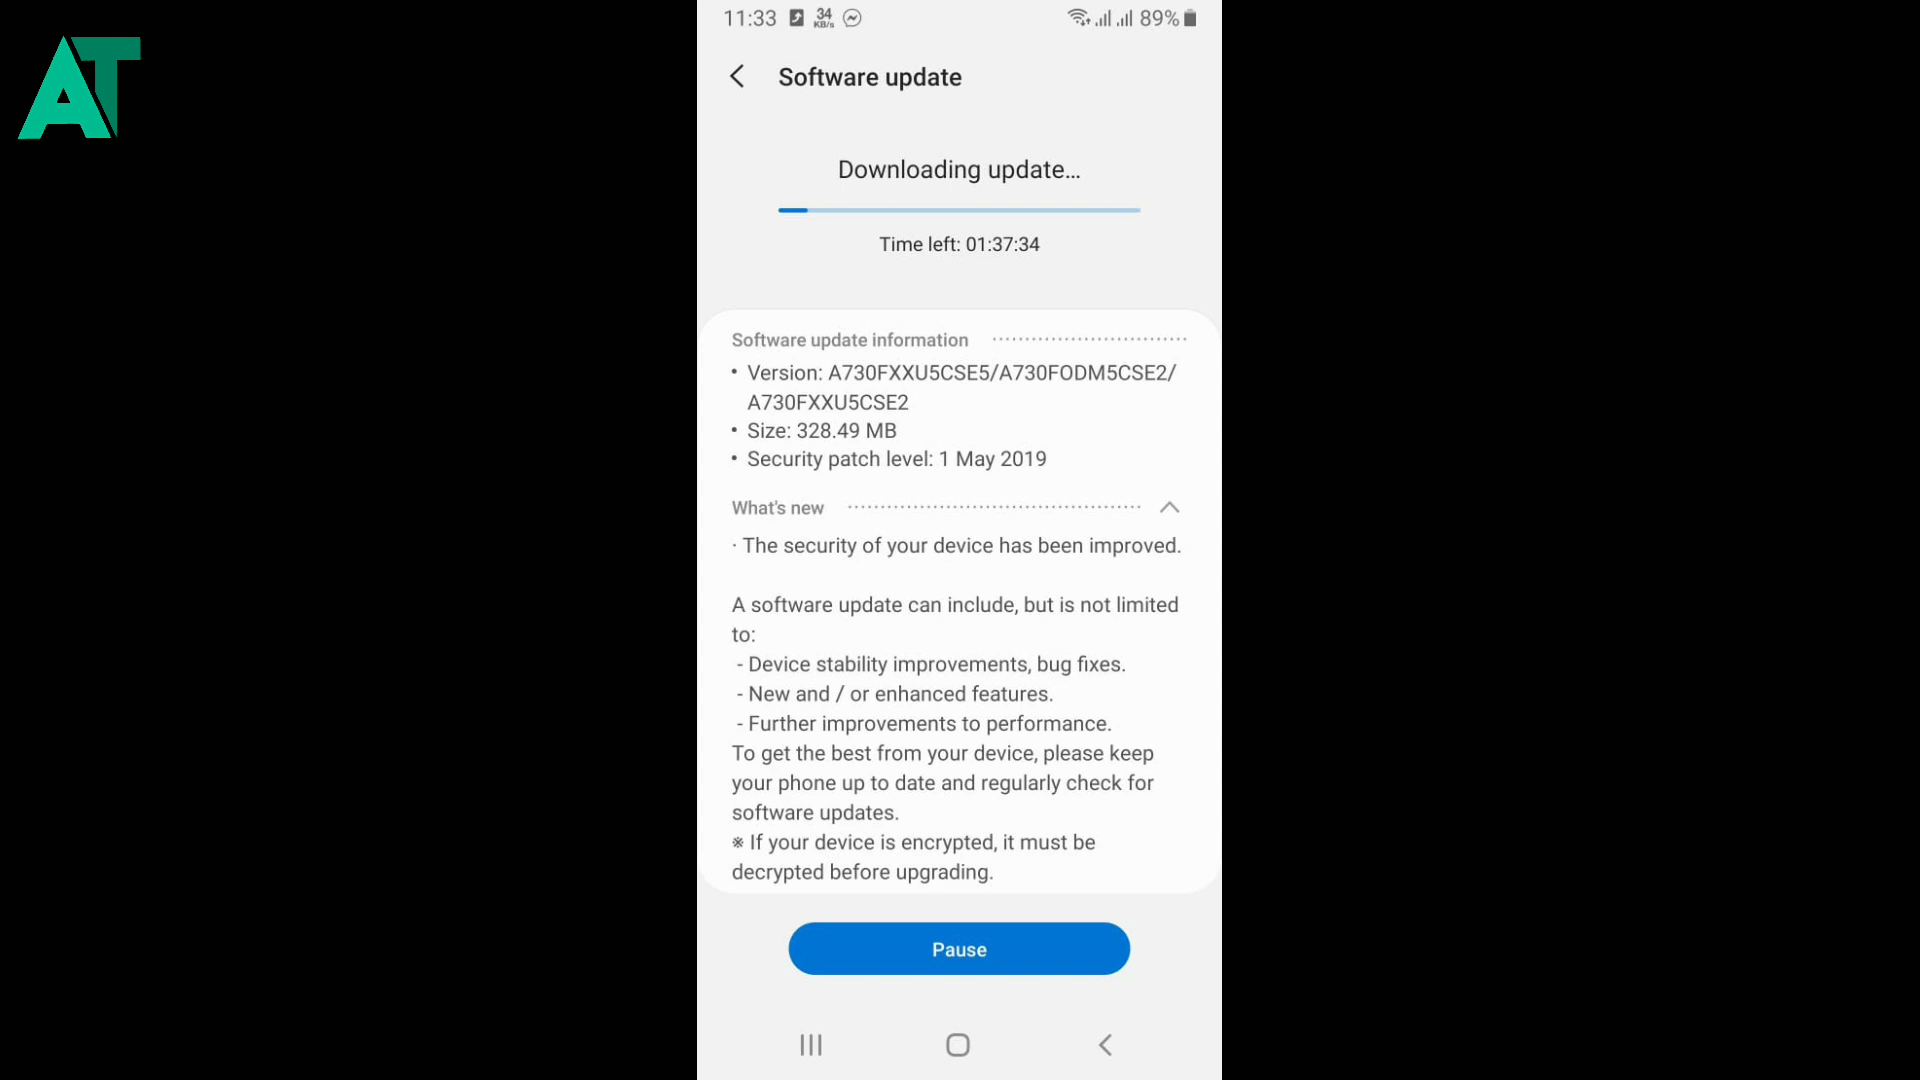 AT
11:33 34 KB/s 89%
Software update
Downloading update...
Time left: 01:37:34
Software update information
• Version: A730FXXU5CSE5/A730FODM5CSE2/
A730FXXU5CSE2
• Size: 328.49 MB
• Security patch level: 1 May 2019
What's new
· The security of your device has been improved.
A software update can include, but is not limited
to:
- Device stability improvements, bug fixes.
- New and / or enhanced features.
- Further improvements to performance.
To get the best from your device, please keep
your phone up to date and regularly check for
software updates.
※ If your device is encrypted, it must be
decrypted before upgrading.
Pause